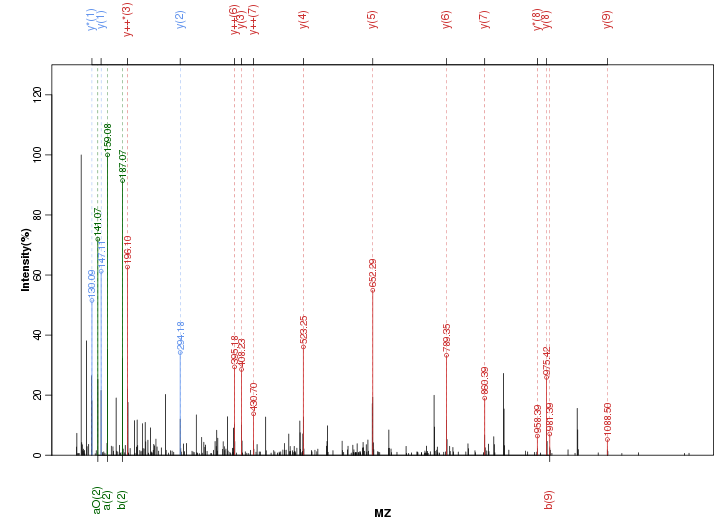 y*(1)
y(1)
y++*(3)
y(2)
y++(6)
y(3)
y++(7)
y(4)
y(5)
y(6)
y(7)
y*(8)
y(8)
y(9)
120
100
80
60
40
20
0
Intensity(%)
130.09
141.07
147.11
159.08
187.07
196.10
294.18
395.18
408.23
430.70
523.25
652.29
789.35
860.39
958.39
975.42
981.39
1088.50
aO(2)
a(2)
b(2)
b(9)
MZ